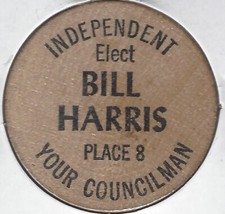 INDEPENDENT
Elect
BILL
HARRIS
PLACE 8
YOUR COUNCILMAN